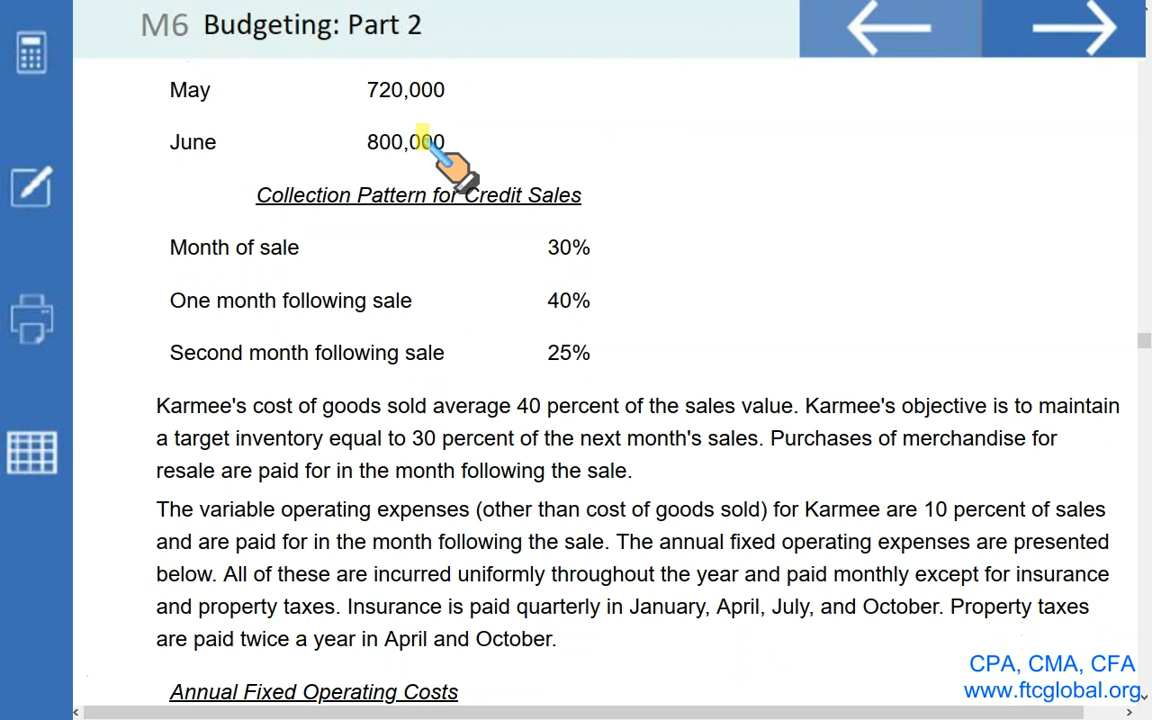 M6 Budgeting: Part 2
May 720,000
June 800,000
Collection Pattern for Credit Sales
Month of sale 30%
One month following sale 40%
Second month following sale 25%
Karmee's cost of goods sold average 40 percent of the sales value. Karmee's objective is to maintain
a target inventory equal to 30 percent of the next month's sales. Purchases of merchandise for
resale are paid for in the month following the sale.
The variable operating expenses (other than cost of goods sold) for Karmee are 10 percent of sales
and are paid for in the month following the sale. The annual fixed operating expenses are presented
below. All of these are incurred uniformly throughout the year and paid monthly except for insurance
and property taxes. Insurance is paid quarterly in January, April, July, and October. Property taxes
are paid twice a year in April and October.
Annual Fixed Operating Costs
CPA, CMA, CFA
www.ftcglobal.org